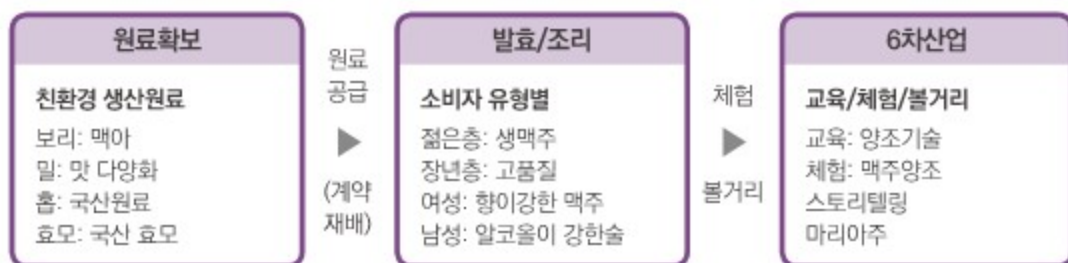 원료확보
친환경 생산원료
보리: 맥아
밀: 맛 다양화
홉: 국산원료
효모: 국산 효모
원료
공급
▶
(계약
재배)
발효/조리
소비자 유형별
젊은층: 생맥주
장년층: 고품질
여성: 향이강한 맥주
남성: 알코올이 강한술
체험
▶
볼거리
6차산업
교육/체험/볼거리
교육: 양조기술
체험: 맥주양조
스토리텔링
마리아주